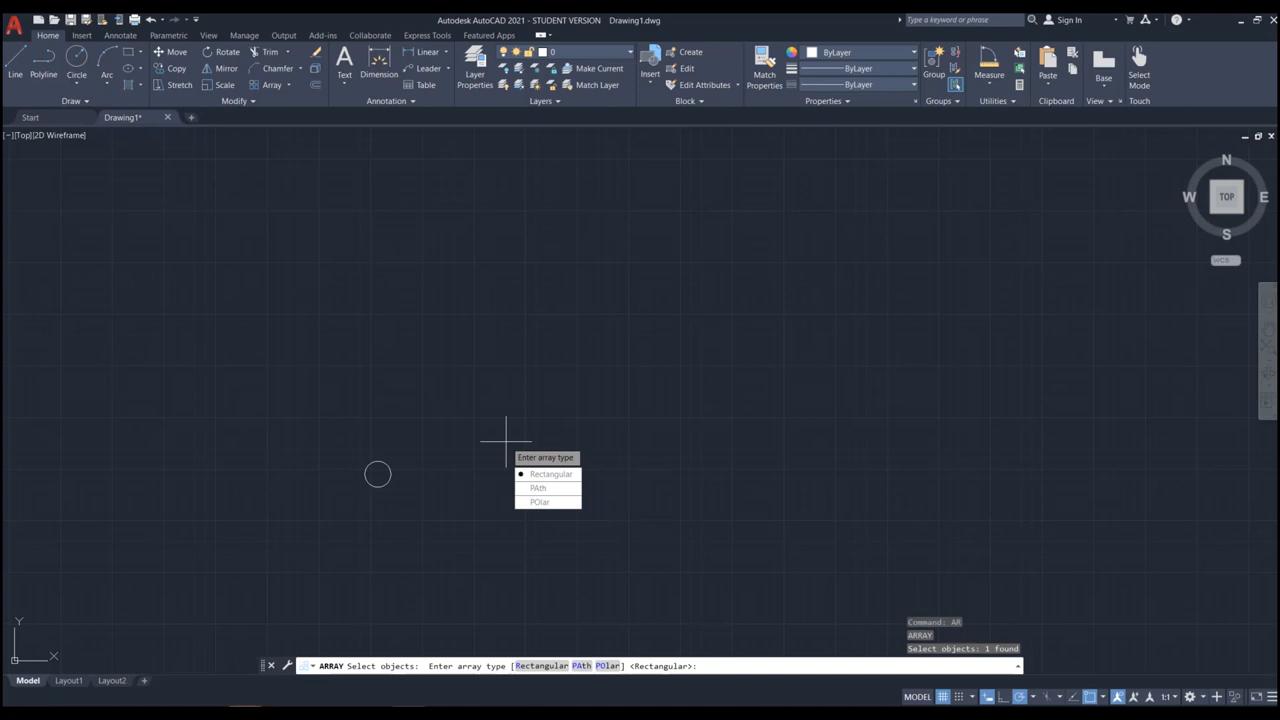 Autodesk AutoCAD 2021 - STUDENT VERSION Drawing1.dwg
Type a keyword or phrase
Sign In
Home Insert Annotate Parametric View Manage Output Add-ins Collaborate Express Tools Featured Apps
Line Polyline Circle Arc
Draw
Move Rotate Trim
Copy Mirror Chamfer
Stretch Scale Array
Modify
Text Dimension
Linear
Leader
Table
Annotation
Layer Properties
0
Make Current
Match Layer
Layers
Insert
Create
Edit
Edit Attributes
Block
Match Properties
ByLayer
ByLayer
ByLayer
Properties
Group
Groups
Measure
Utilities
Paste
Clipboard
Base
View
Select Mode
Touch
Start Drawing1*
[−][Top][2D Wireframe]
N
W TOP E
S
WCS
Enter array type
Rectangular
PAth
POlar
Y
X
Command: AR
ARRAY
Select objects: 1 found
ARRAY Select objects: Enter array type [Rectangular PAth POlar] <Rectangular>:
Model Layout1 Layout2
MODEL
1:1